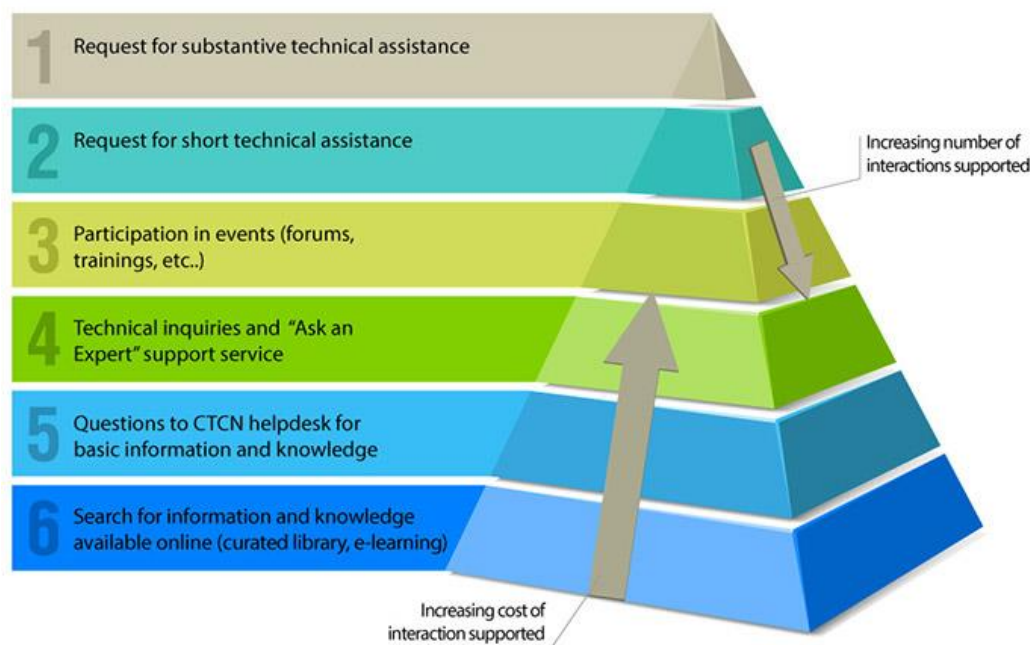 1
Request for substantive technical assistance
2
Request for short technical assistance
Increasing number of
interactions supported
3
Participation in events (forums,
trainings, etc..)
4
Technical inquiries and “Ask an
Expert” support service
5
Questions to CTCN helpdesk for
basic information and knowledge
6
Search for information and knowledge
available online (curated library, e-learning)
Increasing cost of
interaction supported